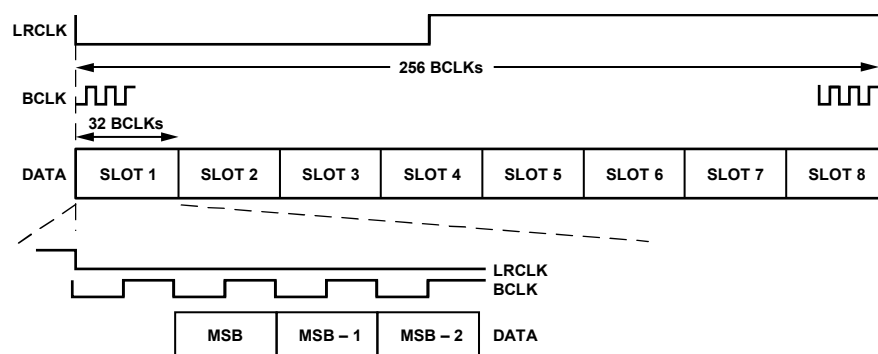 LRCLK
256 BCLKs
BCLK
32 BCLKs
DATA SLOT 1 SLOT 2 SLOT 3 SLOT 4 SLOT 5 SLOT 6 SLOT 7 SLOT 8
LRCLK
BCLK
MSB MSB – 1 MSB – 2 DATA